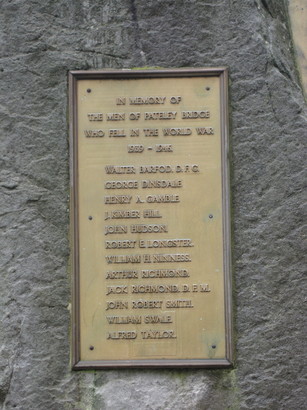 IN MEMORY OF
THE MEN OF PATELEY BRIDGE
WHO FELL IN THE WORLD WAR
1939 - 1945.
WALTER BARFOD. D.F.C.
GEORGE DINSDALE.
HENRY A. GAMBLE.
J. KIMBER HILL.
JOHN HUDSON.
ROBERT E. LONGSTER.
WILLIAM H. NINNESS.
ARTHUR RICHMOND.
JACK RICHMOND. D.F.M.
JOHN ROBERT SMITH.
WILLIAM SWALE.
ALFRED TAYLOR.